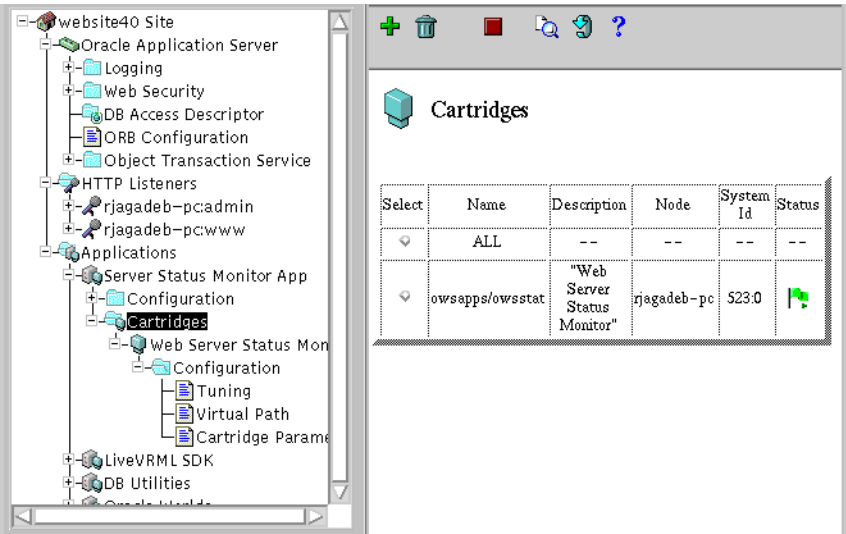 website40 Site
Oracle Application Server
Logging
Web Security
DB Access Descriptor
ORB Configuration
Object Transaction Service
HTTP Listeners
rjagadeb-pc:admin
rjagadeb-pc:www
Applications
Server Status Monitor App
Configuration
Cartridges
Web Server Status Mon
Configuration
Tuning
Virtual Path
Cartridge Parame
LiveVRML SDK
DB Utilities
?
Cartridges
Select Name Description Node System Id Status
ALL -- -- -- --
owsapps/owsstat "Web Server Status Monitor" rjagadeb-pc 523:0